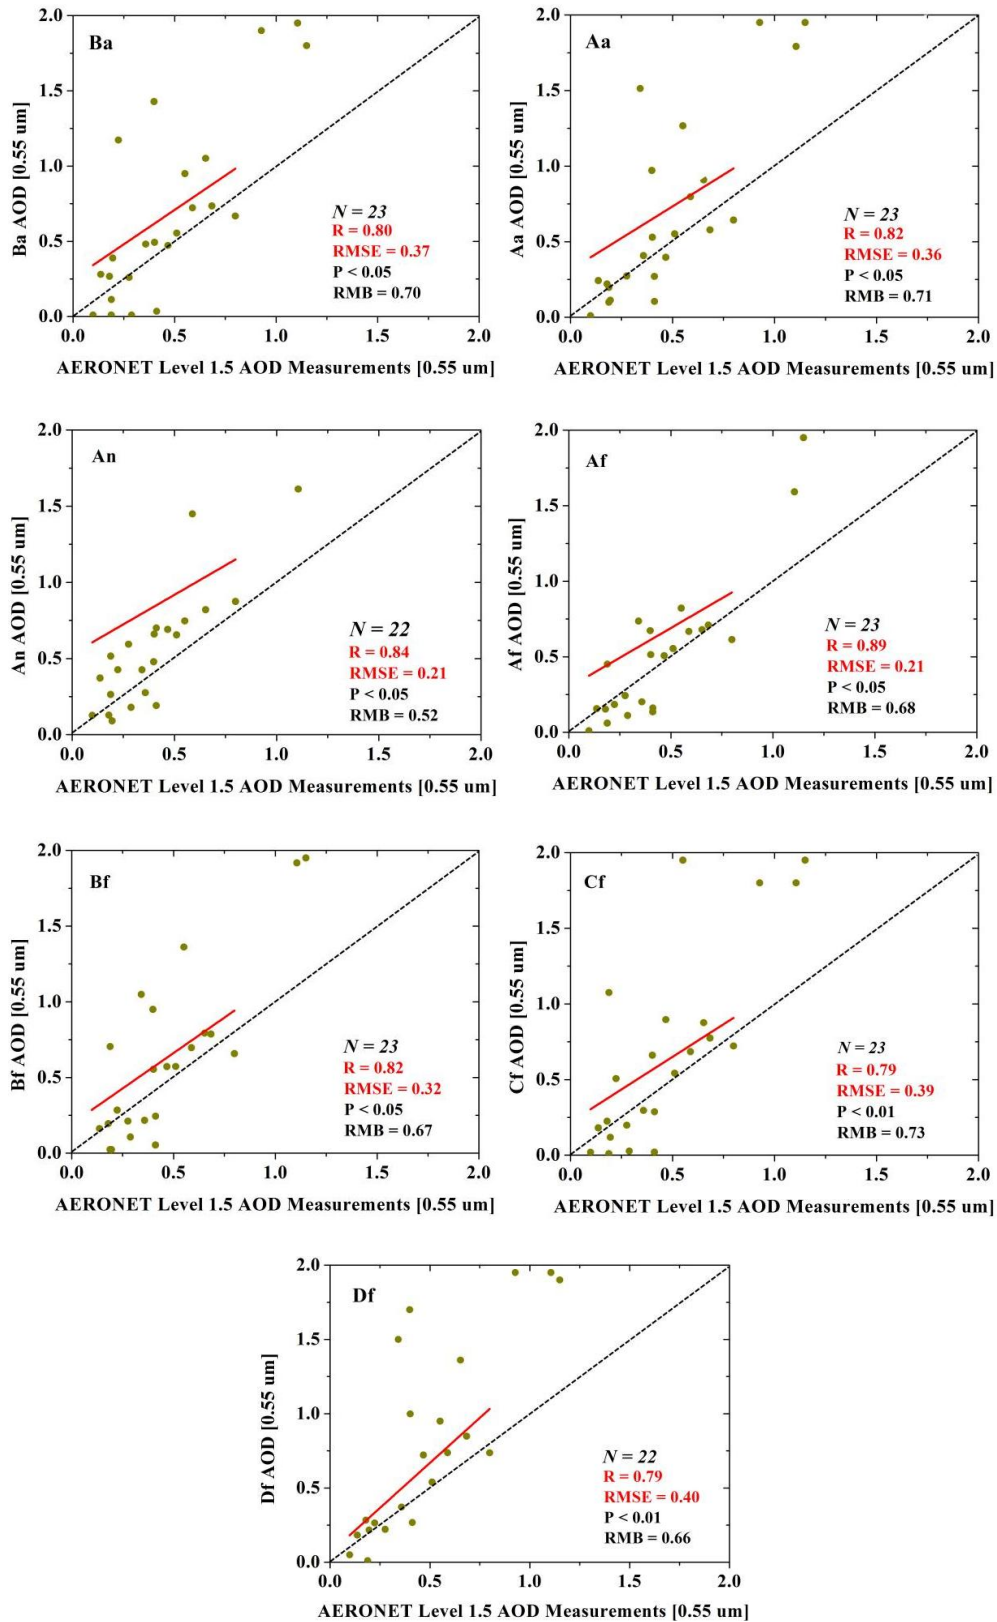 Ba
Ba AOD [0.55 um]
2.0
1.5
1.0
0.5
0.0
N = 23
R = 0.80
RMSE = 0.37
P < 0.05
RMB = 0.70
0.0 0.5 1.0 1.5 2.0
AERONET Level 1.5 AOD Measurements [0.55 um]
Aa
Aa AOD [0.55 um]
2.0
1.5
1.0
0.5
0.0
N = 23
R = 0.82
RMSE = 0.36
P < 0.05
RMB = 0.71
0.0 0.5 1.0 1.5 2.0
AERONET Level 1.5 AOD Measurements [0.55 um]
An
An AOD [0.55 um]
2.0
1.5
1.0
0.5
0.0
N = 22
R = 0.84
RMSE = 0.21
P < 0.05
RMB = 0.52
0.0 0.5 1.0 1.5 2.0
AERONET Level 1.5 AOD Measurements [0.55 um]
Af
Af AOD [0.55 um]
2.0
1.5
1.0
0.5
0.0
N = 23
R = 0.89
RMSE = 0.21
P < 0.05
RMB = 0.68
0.0 0.5 1.0 1.5 2.0
AERONET Level 1.5 AOD Measurements [0.55 um]
Bf
Bf AOD [0.55 um]
2.0
1.5
1.0
0.5
0.0
N = 23
R = 0.82
RMSE = 0.32
P < 0.05
RMB = 0.67
0.0 0.5 1.0 1.5 2.0
AERONET Level 1.5 AOD Measurements [0.55 um]
Cf
Cf AOD [0.55 um]
2.0
1.5
1.0
0.5
0.0
N = 23
R = 0.79
RMSE = 0.39
P < 0.01
RMB = 0.73
0.0 0.5 1.0 1.5 2.0
AERONET Level 1.5 AOD Measurements [0.55 um]
Df
Df AOD [0.55 um]
2.0
1.5
1.0
0.5
0.0
N = 22
R = 0.79
RMSE = 0.40
P < 0.01
RMB = 0.66
0.0 0.5 1.0 1.5 2.0
AERONET Level 1.5 AOD Measurements [0.55 um]